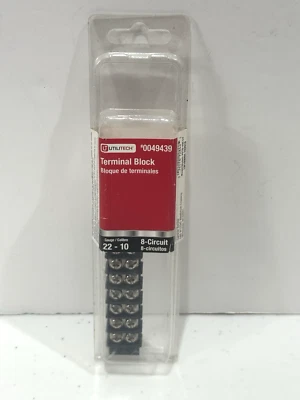 UTILITECH #0049439
Terminal Block
Bloque de terminales
Gauge / Calibre 8-Circuit
22 - 10 8-circuitos